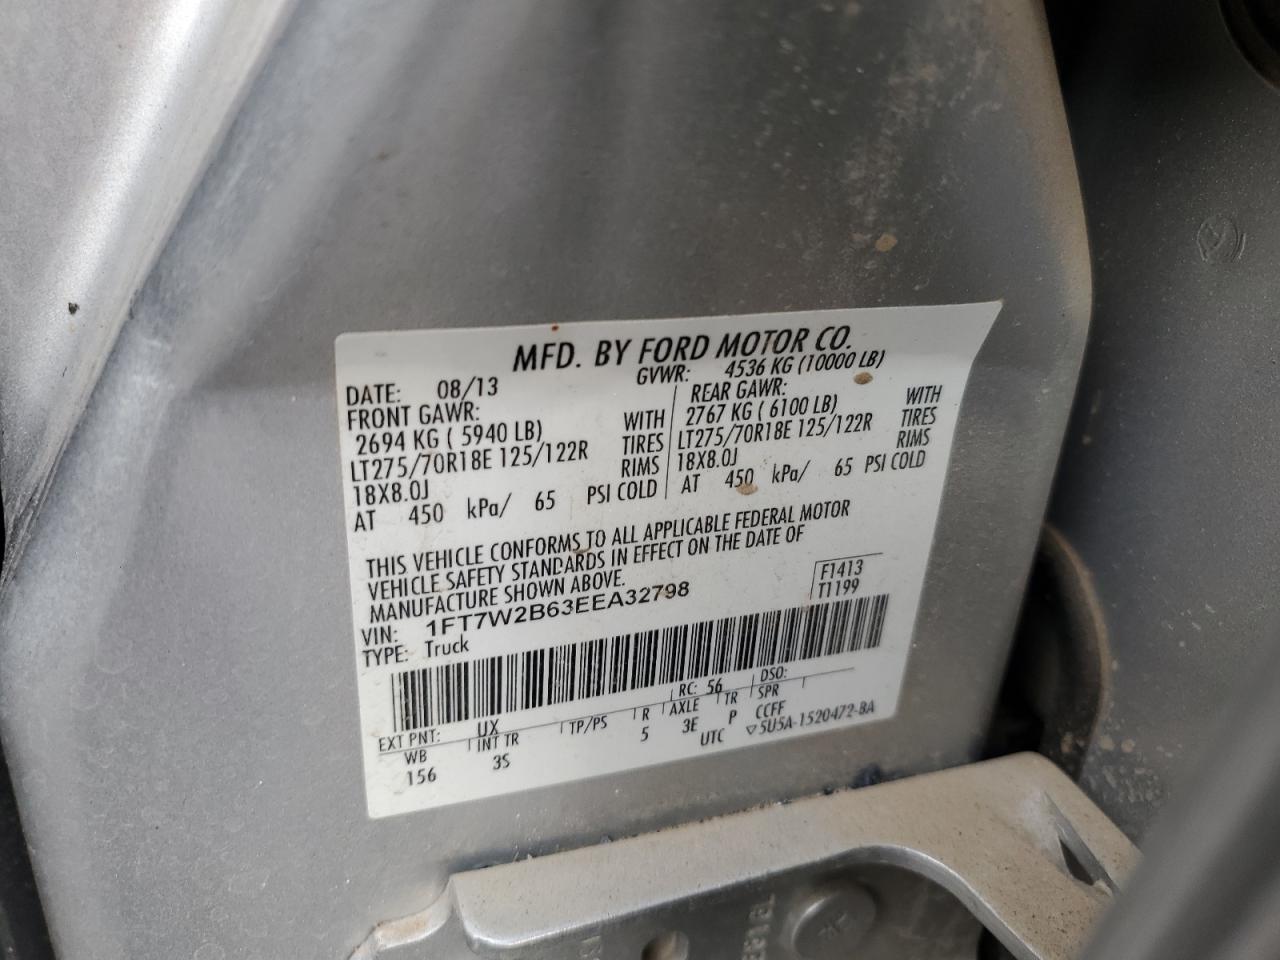 MFD. BY FORD MOTOR CO.
DATE: 08/13
GVWR: 4536 KG (10000 LB)
FRONT GAWR:
2694 KG ( 5940 LB) WITH
LT275/70R18E 125/122R TIRES
18X8.0J RIMS
AT 450 kPa/ 65 PSI COLD
REAR GAWR:
2767 KG ( 6100 LB) WITH
LT275/70R18E 125/122R TIRES
18X8.0J RIMS
AT 450 kPa/ 65 PSI COLD
THIS VEHICLE CONFORMS TO ALL APPLICABLE FEDERAL MOTOR
VEHICLE SAFETY STANDARDS IN EFFECT ON THE DATE OF
MANUFACTURE SHOWN ABOVE.
F1413
T1199
VIN: 1FT7W2B63EEA32798
TYPE: Truck
EXT PNT: UX RC: 56 DSO:
WB INT TR TP/PS R AXLE TR SPR
156 3S 5 3E P CCFF
UTC ▽5U5A-1520472-BA